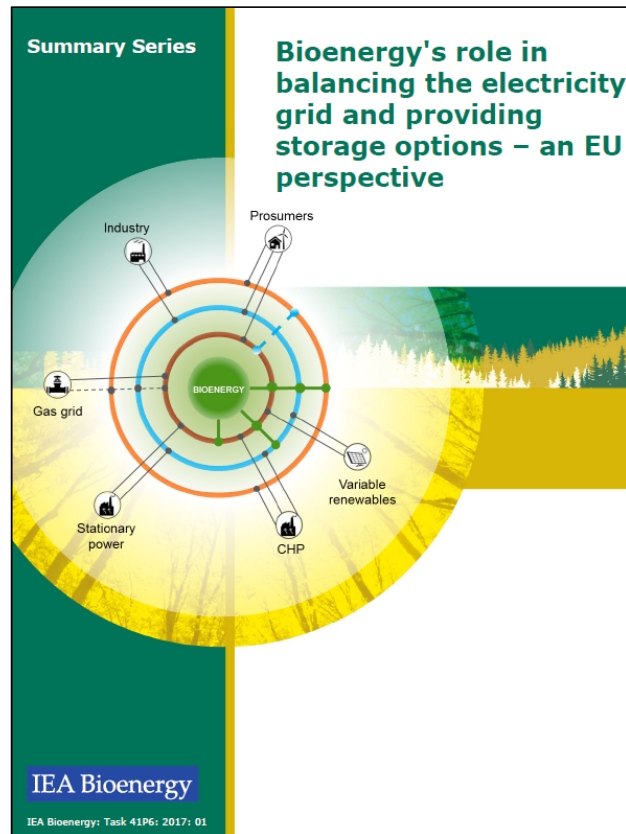 Summary Series
Bioenergy's role in
balancing the electricity
grid and providing
storage options – an EU
perspective
Prosumers
Industry
BIOENERGY
Gas grid
Variable
renewables
Stationary
power
CHP
IEA Bioenergy
IEA Bioenergy: Task 41P6: 2017: 01